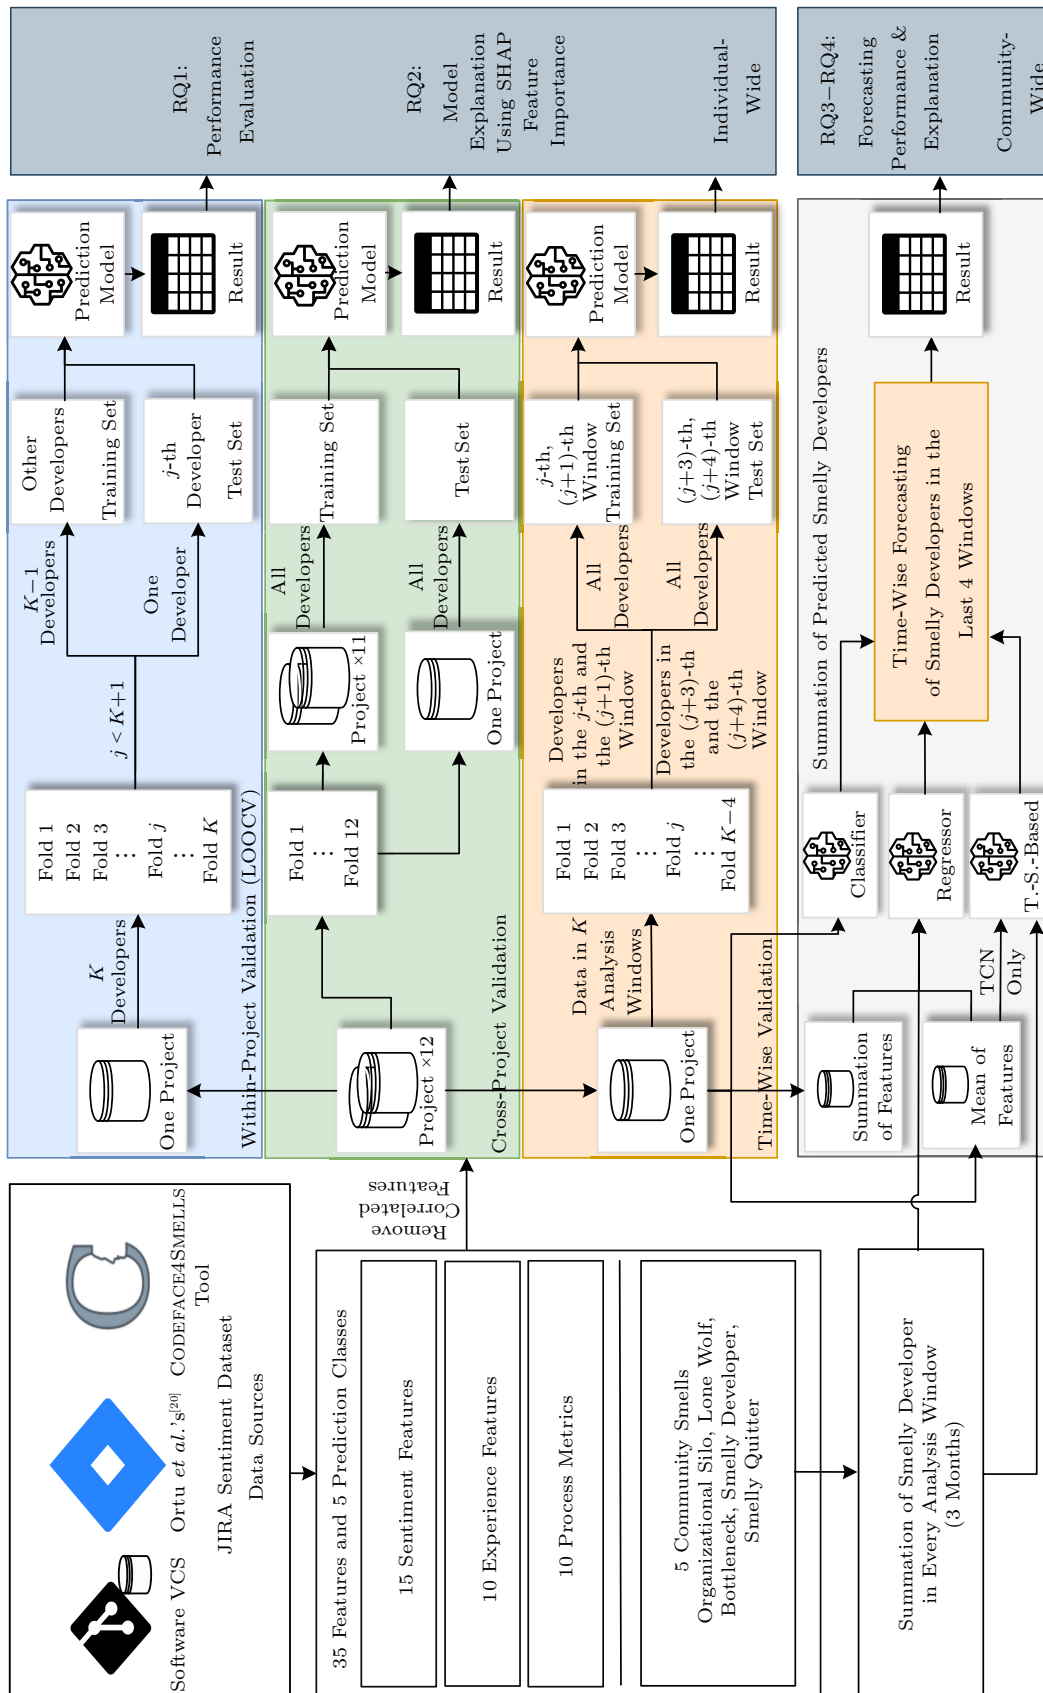 Software VCS
Ortu et al.'s[20]
JIRA Sentiment Dataset
CODEFACE4SMELLS
Tool
Data Sources
35 Features and 5 Prediction Classes
15 Sentiment Features
10 Experience Features
10 Process Metrics
5 Community Smells
Organizational Silo, Lone Wolf,
Bottleneck, Smelly Developer,
Smelly Quitter
Summation of Smelly Developer
in Every Analysis Window
(3 Months)
Remove
Correlated
Features
One Project
K
Developers
Fold 1
Fold 2
Fold 3
...
Fold j
...
Fold K
j < K+1
K−1
Developers
One
Developer
Other
Developers
Training Set
j-th
Developer
Test Set
Prediction
Model
Result
Within-Project Validation (LOOCV)
Project ×12
Fold 1
...
Fold 12
Project ×11
One Project
All
Developers
All
Developers
Training Set
Test Set
Prediction
Model
Result
Cross-Project Validation
One Project
Data in K
Analysis
Windows
Fold 1
Fold 2
Fold 3
...
Fold j
...
Fold K−4
Developers
in the j-th and
the (j+1)-th
Window
Developers in
the (j+3)-th
and the
(j+4)-th
Window
All
Developers
All
Developers
j-th,
(j+1)-th
Window
Training Set
(j+3)-th,
(j+4)-th
Window
Test Set
Prediction
Model
Result
Time-Wise Validation
Summation
of Features
Mean of
Features
TCN
Only
Classifier
Regressor
T.-S.-Based
Summation of Predicted Smelly Developers
Time-Wise Forecasting
of Smelly Developers in the
Last 4 Windows
Result
RQ1:
Performance
Evaluation
RQ2:
Model
Explanation
Using SHAP
Feature
Importance
Individual-
Wide
RQ3−RQ4:
Forecasting
Performance &
Explanation
Community-
Wide